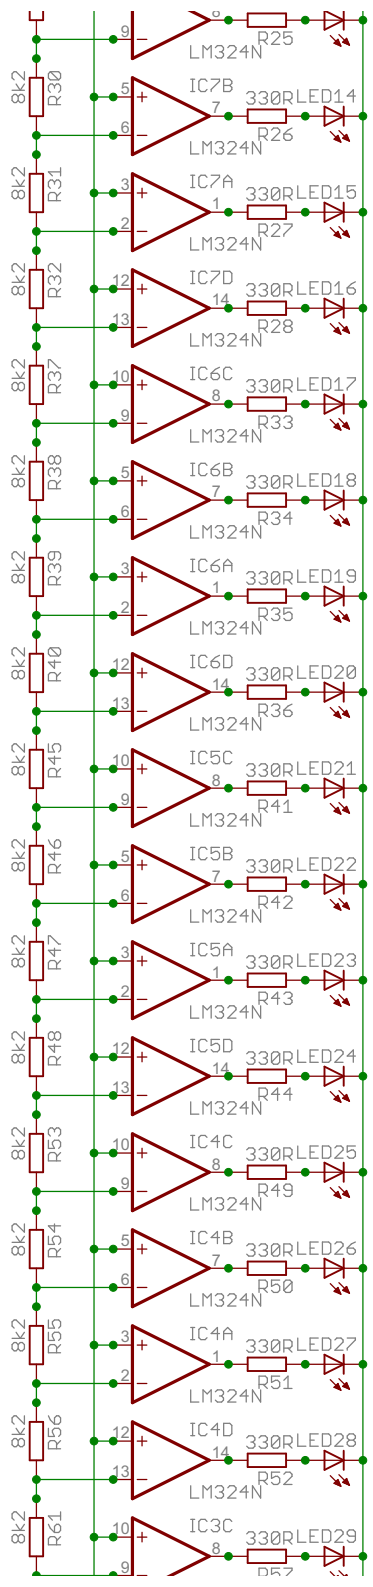 8
9
R25
LM324N
8k2
R30
IC7B
5
7
6
330R
LED14
R26
LM324N
8k2
R31
IC7A
3
1
2
330R
LED15
R27
LM324N
8k2
R32
IC7D
12
14
13
330R
LED16
R28
LM324N
8k2
R37
IC6C
10
8
9
330R
LED17
R33
LM324N
8k2
R38
IC6B
5
7
6
330R
LED18
R34
LM324N
8k2
R39
IC6A
3
1
2
330R
LED19
R35
LM324N
8k2
R40
IC6D
12
14
13
330R
LED20
R36
LM324N
8k2
R45
IC5C
10
8
9
330R
LED21
R41
LM324N
8k2
R46
IC5B
5
7
6
330R
LED22
R42
LM324N
8k2
R47
IC5A
3
1
2
330R
LED23
R43
LM324N
8k2
R48
IC5D
12
14
13
330R
LED24
R44
LM324N
8k2
R53
IC4C
10
8
9
330R
LED25
R49
LM324N
8k2
R54
IC4B
5
7
6
330R
LED26
R50
LM324N
8k2
R55
IC4A
3
1
2
330R
LED27
R51
LM324N
8k2
R56
IC4D
12
14
13
330R
LED28
R52
LM324N
8k2
R61
IC3C
10
8
9
330R
LED29
R57